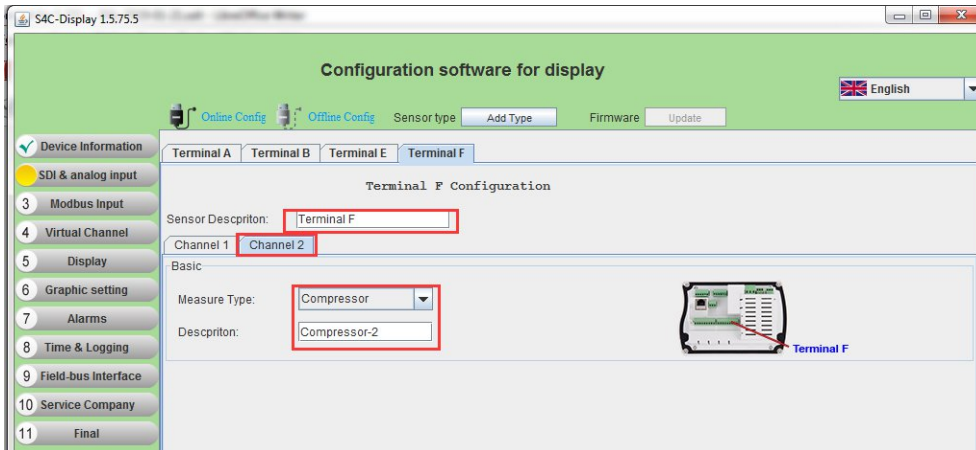 S4C-Display 1.5.75.5
Configuration software for display
English
Online Config Offline Config Sensor type Add Type Firmware Update
Device Information
SDI & analog input
3 Modbus Input
4 Virtual Channel
5 Display
6 Graphic setting
7 Alarms
8 Time & Logging
9 Field-bus Interface
10 Service Company
11 Final
Terminal A Terminal B Terminal E Terminal F
Terminal F Configuration
Sensor Descpriton: Terminal F
Channel 1 Channel 2
Basic
Measure Type: Compressor
Descpriton: Compressor-2
Terminal F